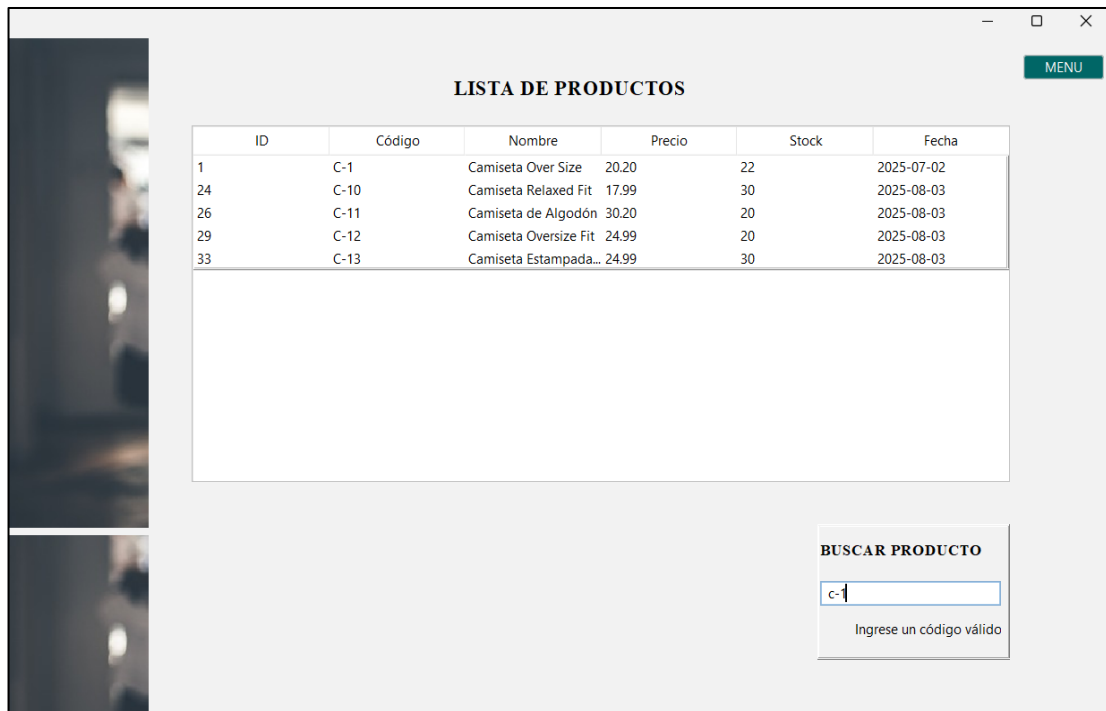 MENU
LISTA DE PRODUCTOS
ID Código Nombre Precio Stock Fecha
1 C-1 Camiseta Over Size 20.20 22 2025-07-02
24 C-10 Camiseta Relaxed Fit 17.99 30 2025-08-03
26 C-11 Camiseta de Algodón 30.20 20 2025-08-03
29 C-12 Camiseta Oversize Fit 24.99 20 2025-08-03
33 C-13 Camiseta Estampada... 24.99 30 2025-08-03
BUSCAR PRODUCTO
c-1
Ingrese un código válido